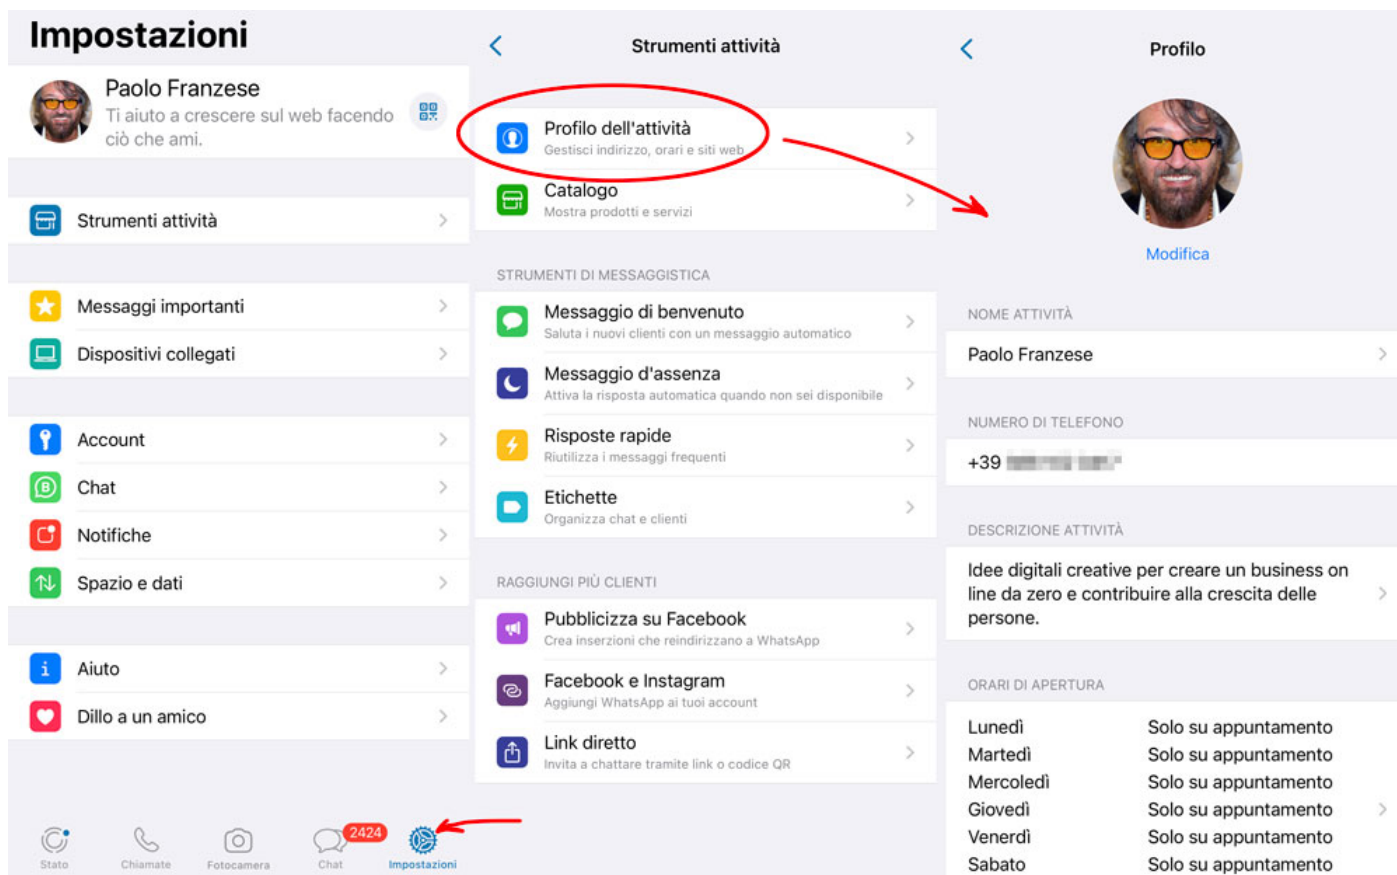 Impostazioni
Paolo Franzese
Ti aiuto a crescere sul web facendo
ciò che ami.
Strumenti attività
Messaggi importanti
Dispositivi collegati
Account
Chat
Notifiche
Spazio e dati
Aiuto
Dillo a un amico
Stato
Chiamate
Fotocamera
2424
Chat
Impostazioni
Strumenti attività
Profilo dell'attività
Gestisci indirizzo, orari e siti web
Catalogo
Mostra prodotti e servizi
STRUMENTI DI MESSAGGISTICA
Messaggio di benvenuto
Saluta i nuovi clienti con un messaggio automatico
Messaggio d'assenza
Attiva la risposta automatica quando non sei disponibile
Risposte rapide
Riutilizza i messaggi frequenti
Etichette
Organizza chat e clienti
RAGGIUNGI PIÙ CLIENTI
Pubblicizza su Facebook
Crea inserzioni che reindirizzano a WhatsApp
Facebook e Instagram
Aggiungi WhatsApp ai tuoi account
Link diretto
Invita a chattare tramite link o codice QR
Profilo
Modifica
NOME ATTIVITÀ
Paolo Franzese
NUMERO DI TELEFONO
+39
DESCRIZIONE ATTIVITÀ
Idee digitali creative per creare un business on
line da zero e contribuire alla crescita delle
persone.
ORARI DI APERTURA
Lunedì Solo su appuntamento
Martedì Solo su appuntamento
Mercoledì Solo su appuntamento
Giovedì Solo su appuntamento
Venerdì Solo su appuntamento
Sabato Solo su appuntamento